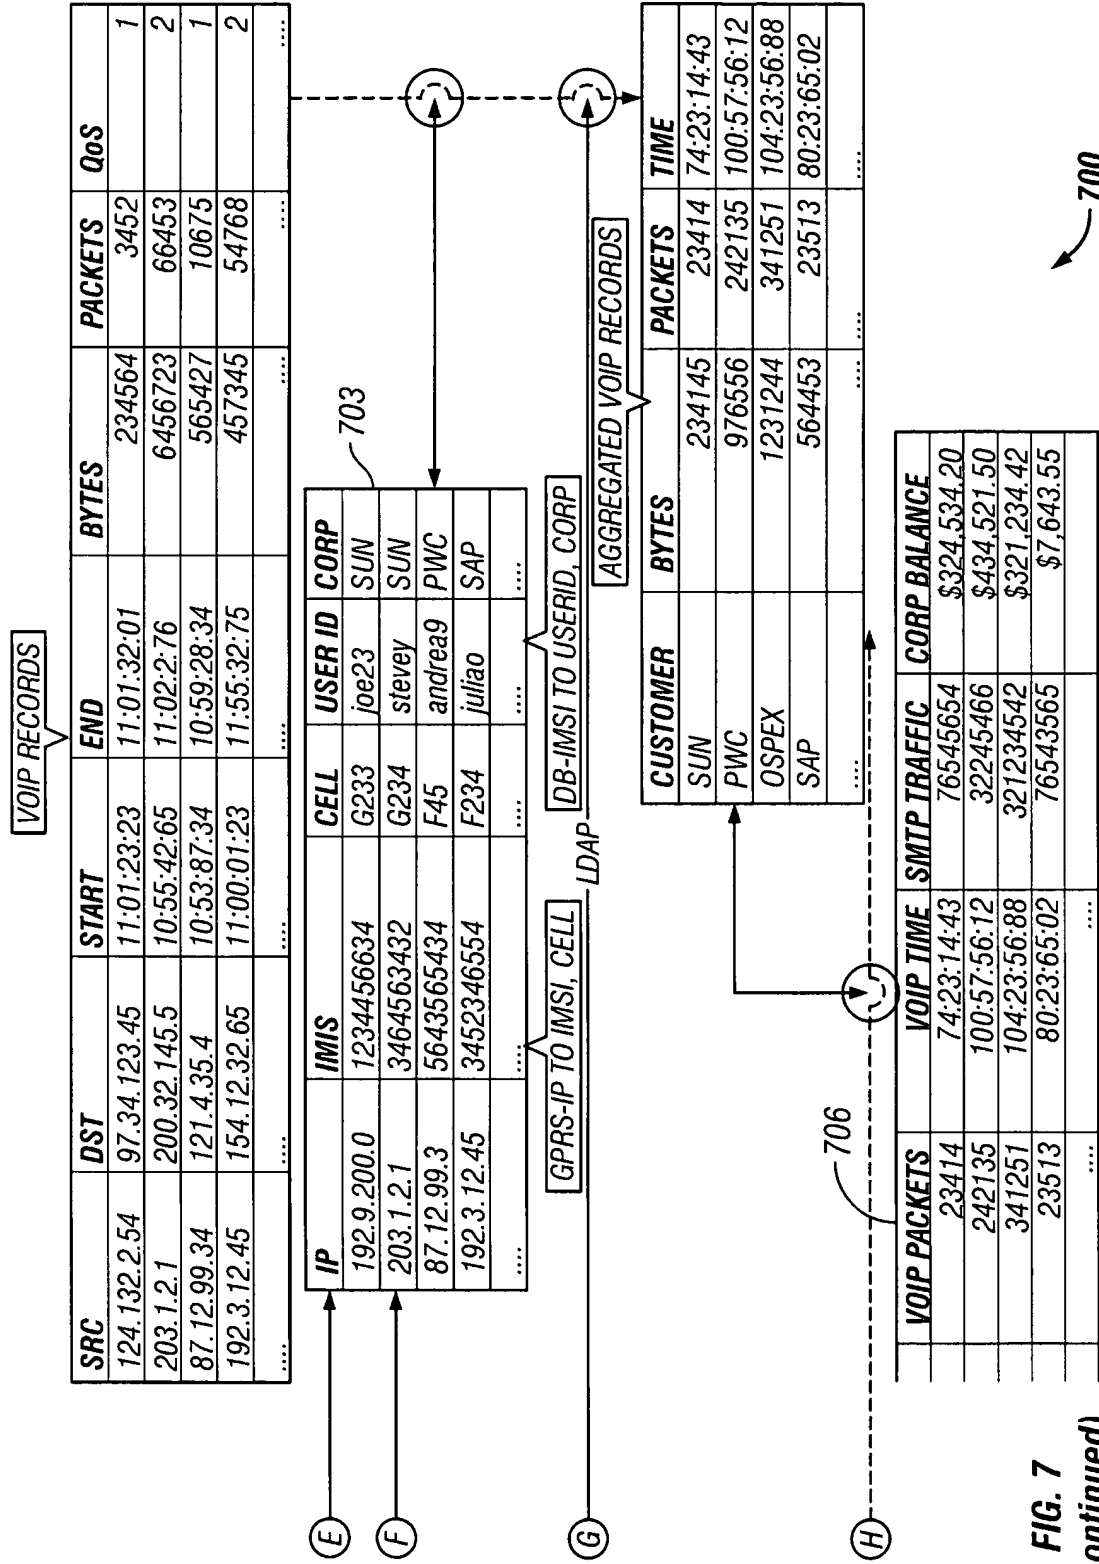 VOIP RECORDS
SRC DST START END BYTES PACKETS QoS
124.132.2.54 97.34.123.45 11:01:23:23 11:01:32:01 234564 3452 1
203.1.2.1 200.32.145.5 10:55:42:65 11:02:2:76 6456723 66453 2
87.12.99.34 121.4.35.4 10:53:87:34 10:59:28:34 565427 10675 1
192.3.12.45 154.12.32.65 11:00:01:23 11:55:32:75 457345 54768 2
.... .... .... .... .... ....
703
IP IMIS CELL USER ID CORP
E 192.9.200.0 1234456634 G233 joe23 SUN
F 203.1.2.1 3464563432 G234 stevey SUN
87.12.99.3 5643565434 F45 andrea9 PWC
192.3.12.45 3452346554 F234 juliao SAP
.... .... .... .... ....
GPRS-IP TO IMSI, CELL
DB-IMSI TO USERID, CORP
G LDAP
AGGREGATED VOIP RECORDS
CUSTOMER BYTES PACKETS TIME
SUN 234145 23414 74:23:14:43
PWC 976556 242135 100:57:56:12
OSPEX 1231244 341251 104:23:56:88
SAP 564453 23513 80:23:65:02
.... .... .... ....
H
706
VOIP PACKETS VOIP TIME SMTP TRAFFIC CORP BALANCE
23414 74:23:14:43 76545654 $324,534.20
242135 100:57:56:12 32245466 $434,521.50
341251 104:23:56:88 321234542 $321,234.42
23513 80:23:65:02 76543565 $7,643.55
.... ....
700
FIG. 7
ontinued)